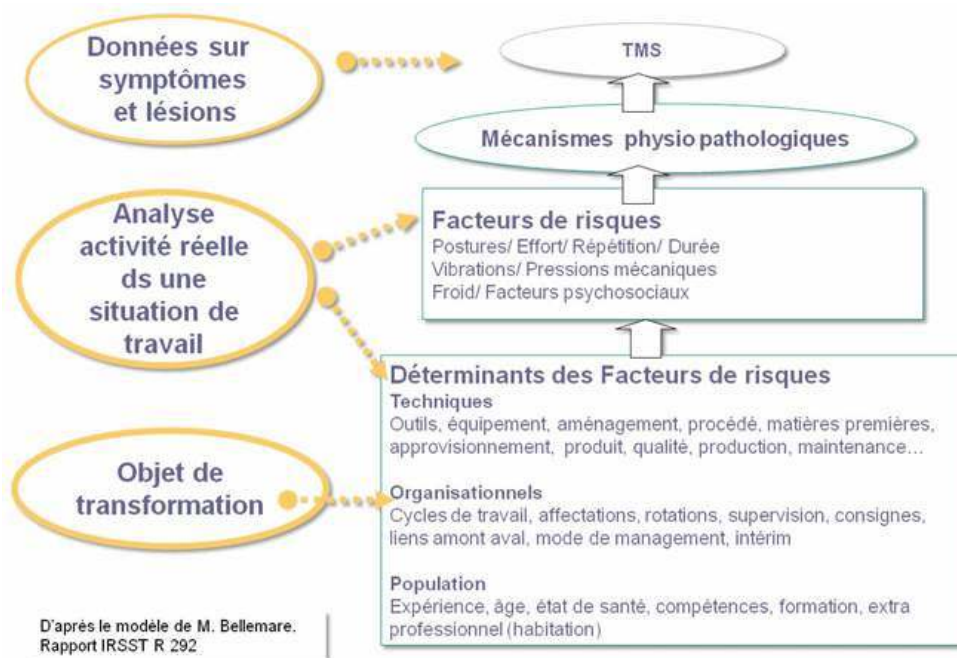 Données sur
symptômes
et lésions
TMS
Mécanismes physio pathologiques
Analyse
activité réelle
ds une
situation de
travail
Facteurs de risques
Postures/ Effort/ Répétition/ Durée
Vibrations/ Pressions mécaniques
Froid/ Facteurs psychosociaux
Objet de
transformation
Déterminants des Facteurs de risques
Techniques
Outils, équipement, aménagement, procédé, matières premières,
approvisionnement, produit, qualité, production, maintenance...
Organisationnels
Cycles de travail, affectations, rotations, supervision, consignes,
liens amont aval, mode de management, intérim
Population
Expérience, âge, état de santé, compétences, formation, extra
professionnel (habitation)
D'après le modèle de M. Bellemare.
Rapport IRSST R 292